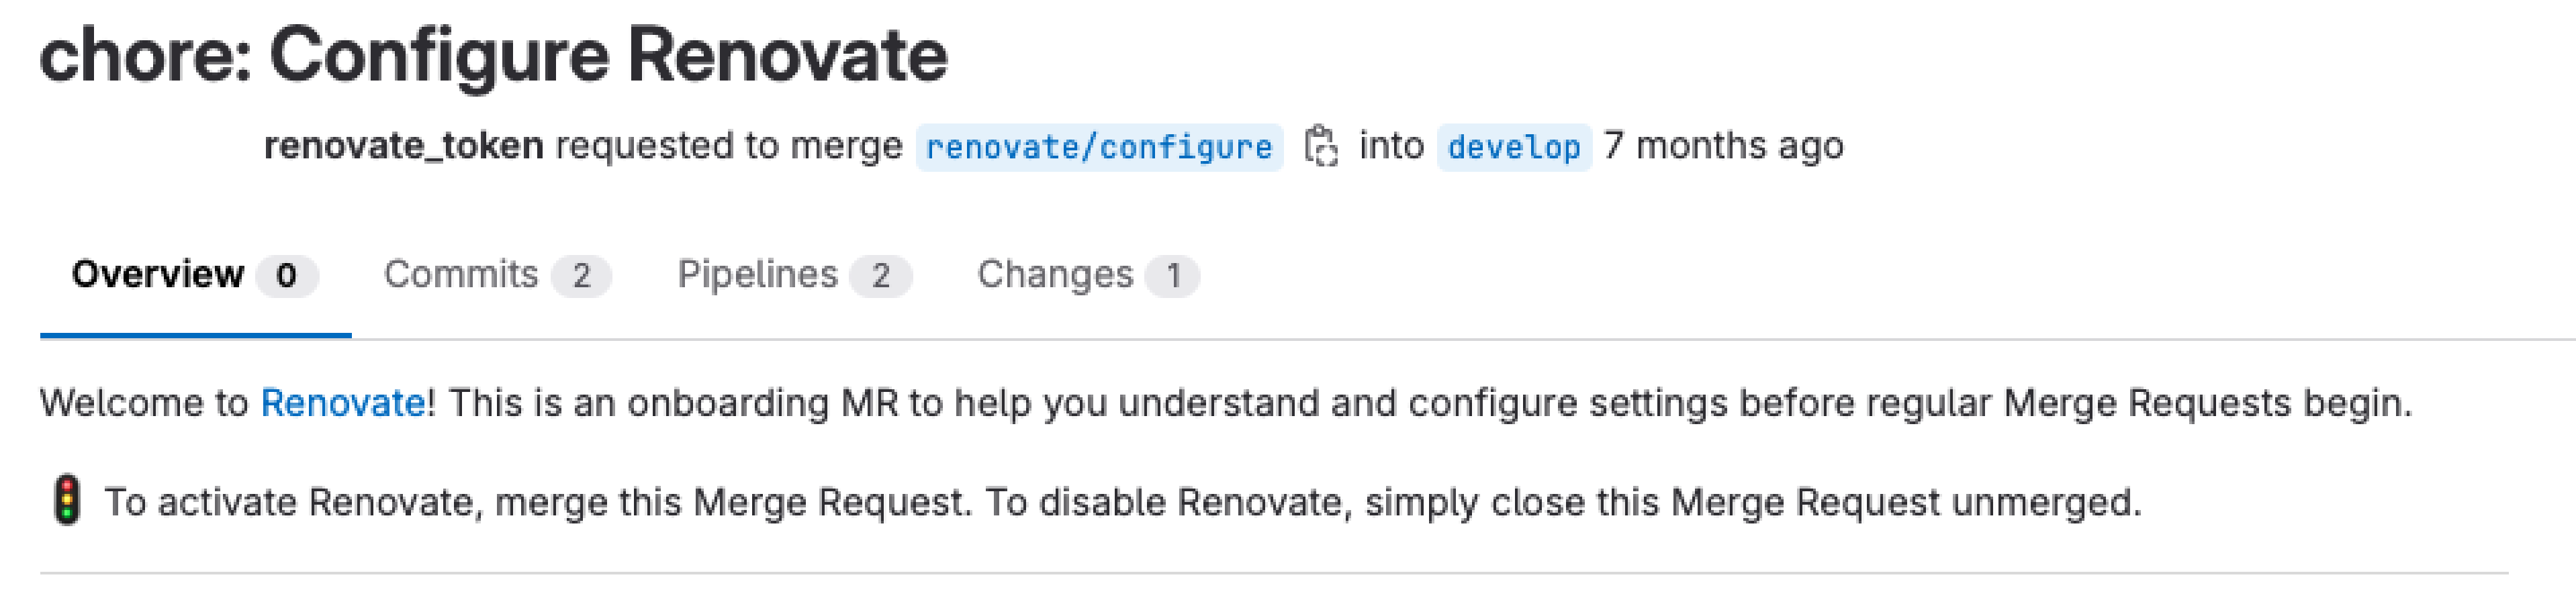 chore: Configure Renovate
renovate_token requested to merge renovate/configure into develop 7 months ago
Overview 0 Commits 2 Pipelines 2 Changes 1
Welcome to Renovate! This is an onboarding MR to help you understand and configure settings before regular Merge Requests begin.
🚦 To activate Renovate, merge this Merge Request. To disable Renovate, simply close this Merge Request unmerged.